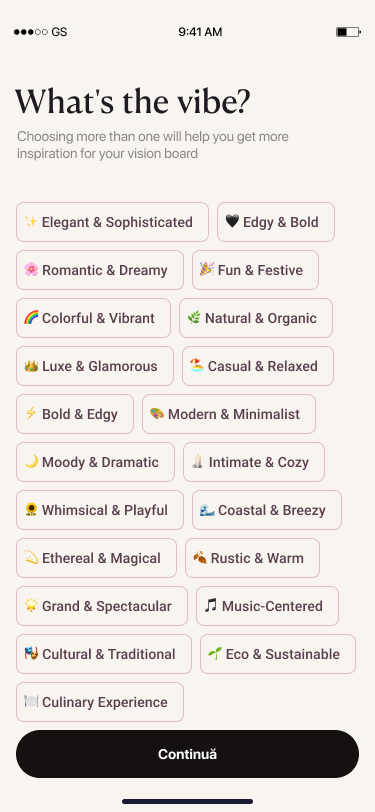 GS 9:41 AM
What's the vibe?
Choosing more than one will help you get more
inspiration for your vision board
✨ Elegant & Sophisticated 🖤 Edgy & Bold
🌸 Romantic & Dreamy 🎉 Fun & Festive
🌈 Colorful & Vibrant 🌿 Natural & Organic
👑 Luxe & Glamorous 🏖️ Casual & Relaxed
⚡ Bold & Edgy 🎨 Modern & Minimalist
🌙 Moody & Dramatic 🕯️ Intimate & Cozy
🌻 Whimsical & Playful 🌊 Coastal & Breezy
💫 Ethereal & Magical 🍂 Rustic & Warm
🌟 Grand & Spectacular 🎵 Music-Centered
🎭 Cultural & Traditional 🌱 Eco & Sustainable
🍽️ Culinary Experience
Continuă